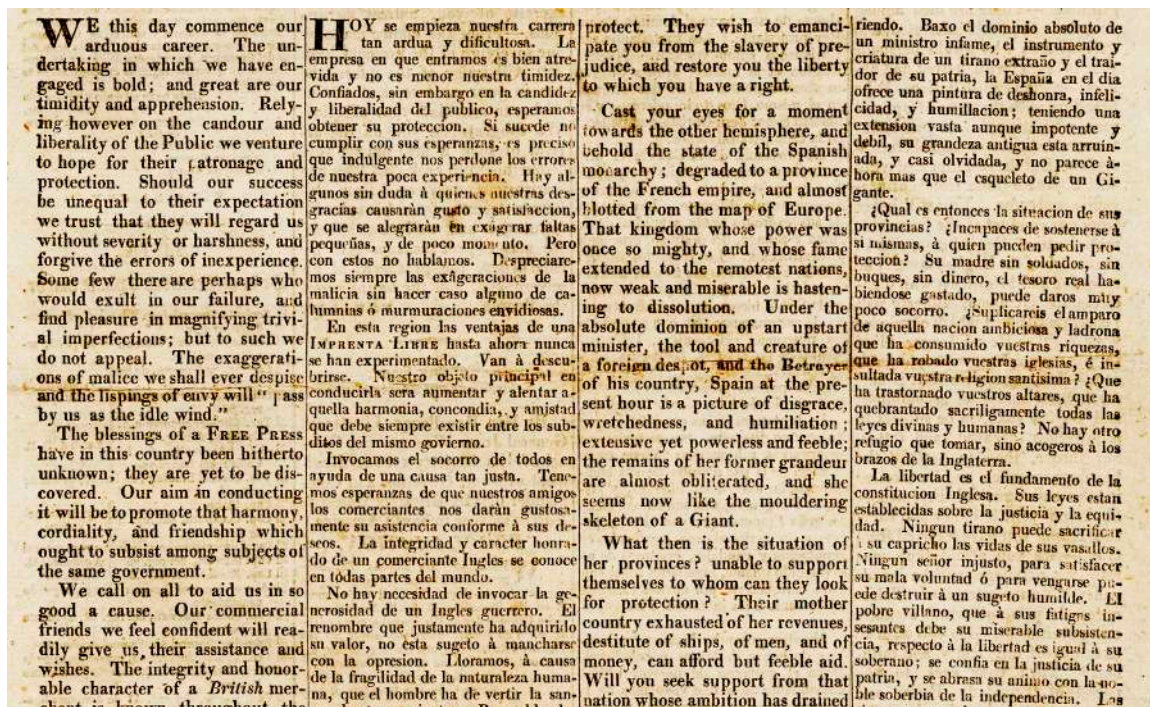 WE this day commence our
arduous career. The un-
dertaking in which we have en-
gaged is bold; and great are our
timidity and apprehension. Rely-
ing however on the candour and
liberality of the Public we venture
to hope for their patronage and
protection. Should our success
be unequal to their expectation
we trust that they will regard us
without severity or harshness, and
forgive the errors of inexperience.
Some few there are perhaps who
would exult in our failure, and
find pleasure in magnifying trivi-
al imperfections; but to such we
do not appeal. The exaggerati-
ons of malice we shall ever despise
and the lispings of envy will "pass
by us as the idle wind."
The blessings of a FREE PRESS
have in this country been hitherto
unknown; they are yet to be dis-
covered. Our aim in conducting
it will be to promote that harmony,
cordiality, and friendship which
ought to subsist among subjects of
the same government.
We call on all to aid us in so
good a cause. Our commercial
friends we feel confident will rea-
dily give us, their assistance and
wishes. The integrity and honor-
able character of a British mer-
chant is known throughout the
HOY se empieza nuestra carrera
tan ardua y dificultosa. La
empresa en que entramos es bien atre-
vida y no es menor nuestra timidez.
Confiados, sin embargo en la candidez
y liberalidad del publico, esperamos
obtener su proteccion. Si sucede no
cumplir con sus esperanzas, es preciso
que indulgente nos perdone los errores
de nuestra poca experiencia. Hay al-
gunos sin duda à quienes nuestras des-
gracias causaràn gusto y satisfaccion,
y que se alegraràn en exagerar faltas
pequeñas, y de poco momento. Pero
con estos no hablamos. Despreciare-
mos siempre las exâgeraciones de la
malicia sin hacer caso alguno de ca-
lumnias ó murmuraciones envidiosas.
En esta region las ventajas de una
IMPRENTA LIBRE hasta ahora nunca
se han experimentado. Van à descu-
brirse. Nuestro objeto principal en
conducirla sera aumentar y alentar a-
quella harmonia, concondia, y amistad
que debe siempre existir entre los sub-
ditos del mismo govierno.
Invocamos el socorro de todos en
ayuda de una causa tan justa. Tene-
mos esperanzas de que nuestros amigos
los comerciantes nos daràn gustosa-
mente su asistencia conforme à sus de-
seos. La integridad y caracter honra-
do de un comerciante Ingles se conoce
en tòdas partes del mundo.
No hay necesidad de invocar la ge-
nerosidad de un Ingles guerrero. El
renombre que justamente ha adquirido
su valor, no està sugeto à mancharse
con la opresion. Lloramos, à causa
de la fragilidad de la naturaleza huma-
na, que el hombre ha de vertir la san-
protect. They wish to emanci-
pate you from the slavery of pre-
judice, and restore you the liberty
to which you have a right.
Cast your eyes for a moment
towards the other hemisphere, and
behold the state of the Spanish
monarchy; degraded to a province
of the French empire, and almost
blotted from the map of Europe.
That kingdom whose power was
once so mighty, and whose fame
extended to the remotest nations,
now weak and miserable is hasten-
ing to dissolution. Under the
absolute dominion of an upstart
minister, the tool and creature of
a foreign despot, and the Betrayer
of his country, Spain at the pre-
sent hour is a picture of disgrace,
wretchedness, and humiliation;
extensive yet powerless and feeble;
the remains of her former grandeur
are almost obliterated, and she
seems now like the mouldering
skeleton of a Giant.
What then is the situation of
her provinces? unable to support
themselves to whom can they look
for protection? Their mother
country exhausted of her revenues,
destitute of ships, of men, and of
money, can afford but feeble aid.
Will you seek support from that
nation whose ambition has drained
riendo. Baxo el dominio absoluto de
un ministro infame, el instrumento y
criatura de un tirano extraño y el trai-
dor de su patria, la España en el dia
ofrece una pintura de deshonra, infeli-
cidad, y humillacion; teniendo una
extension vasta aunque impotente y
debil, su grandeza antigua esta arruin-
ada, y casi olvidada, y no parece à-
hora mas que el esqueleto de un Gi-
gante.
¿Qual es entonces la situacion de sus
provincias? ¿Incapaces de sostenerse à
si mismas, à quien pueden pedir pro-
teccion? Su madre sin soldados, sin
buques, sin dinero, el tesoro real ha-
biendose gastado, puede daros muy
poco socorro. ¿Suplicareis el amparo
de aquella nacion ambiciosa y ladrona
que ha consumido vuestras riquezas,
que ha robado vuestras iglesias, é in-
sultada vuestra religion santisima? ¿Que
ha trastornado vuestros altares, que ha
quebrantado sacriligamente todas las
leyes divinas y humanas? No hay otro
refugio que tomar, sino acogeros à los
brazos de la Inglaterra.
La libertad es el fundamento de la
constitucion Inglesa. Sus leyes estan
establecidas sobre la justicia y la equi-
dad. Ningun tirano puede sacrificar
à su capricho las vidas de sus vasallos.
Ningun señor injusto, para satisfacer
su mala voluntad ó para vengarse pu-
ede destruir à un sugeto humilde. El
pobre villano, que à sus fatigas in-
sesantes debe su miserable subsisten-
cia, respecto à la libertad es igual à su
soberano; se confia en la justicia de su
patria, y se abrasa su animo con la no-
ble soberbia de la independencia. Los